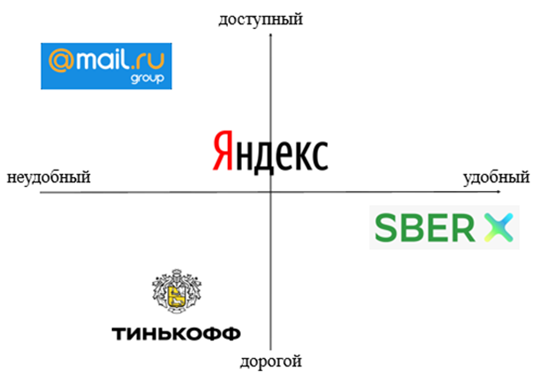 доступный
@mail.ru
group
Яндекс
неудобный
удобный
SBER X
ТИНЬКОФФ
дорогой